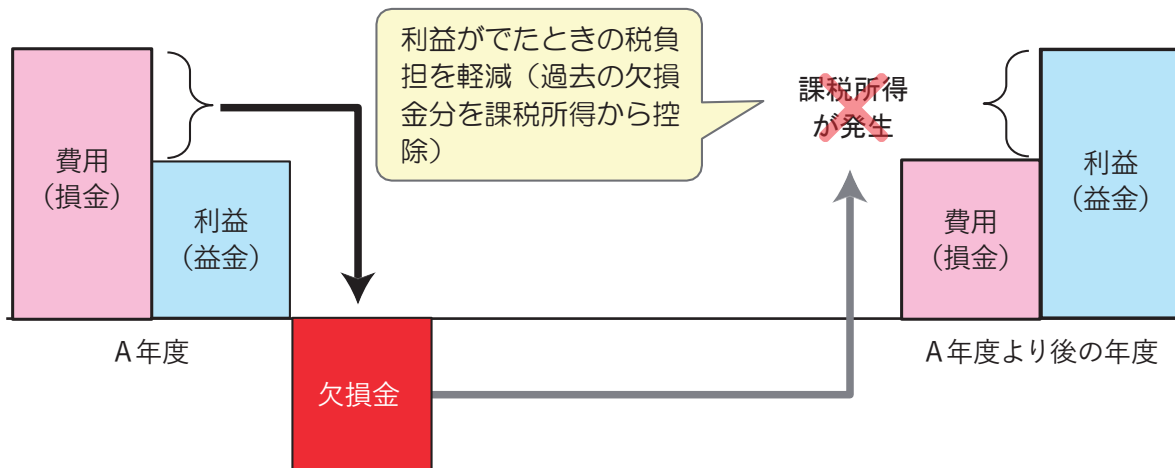 費用
（損金）
利益
（益金）
A年度
欠損金
利益がでたときの税負
担を軽減（過去の欠損
金分を課税所得から控
除）
課税所得
が発生
費用
（損金）
利益
（益金）
A年度より後の年度